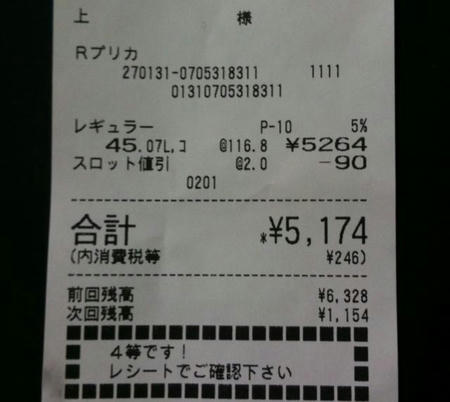 上 様
Rプリカ
270131-0705318311 1111
01310705318311
レギュラー P-10 5%
45.07L,コ @116.8 ¥5264
スロット値引 @2.0 -90
0201
合計 *¥5,174
(内消費税等 ¥246)
前回残高 ¥6,328
次回残高 ¥1,154
4等です!
レシートでご確認下さい